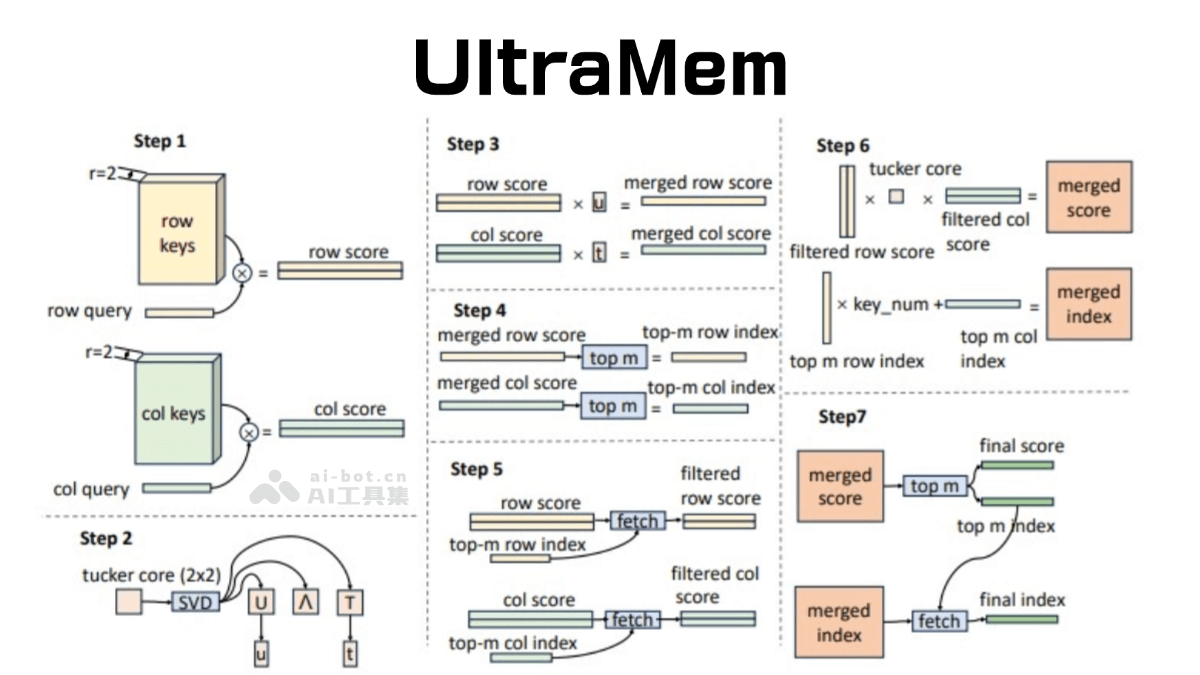 UltraMem
Step 1
r=2
row
keys
row query
×
=
row score
r=2
col keys
col query
×
=
col score
ai-bot.cn
AI工具集
Step 2
tucker core (2x2)
SVD
U
Λ
T
u
t
Step 3
row score
× u =
merged row score
col score
× t =
merged col score
Step 4
merged row score
top m
=
top-m row index
merged col score
top m
=
top-m col index
Step 5
row score
fetch
filtered
row score
top-m row index
col score
fetch
filtered col
score
top-m col index
Step 6
tucker core
× × =
filtered row score
filtered col
score
merged
score
× key_num + =
top m row index
top m col
index
merged
index
Step7
merged
score
top m
final score
top m index
merged
index
fetch
final index